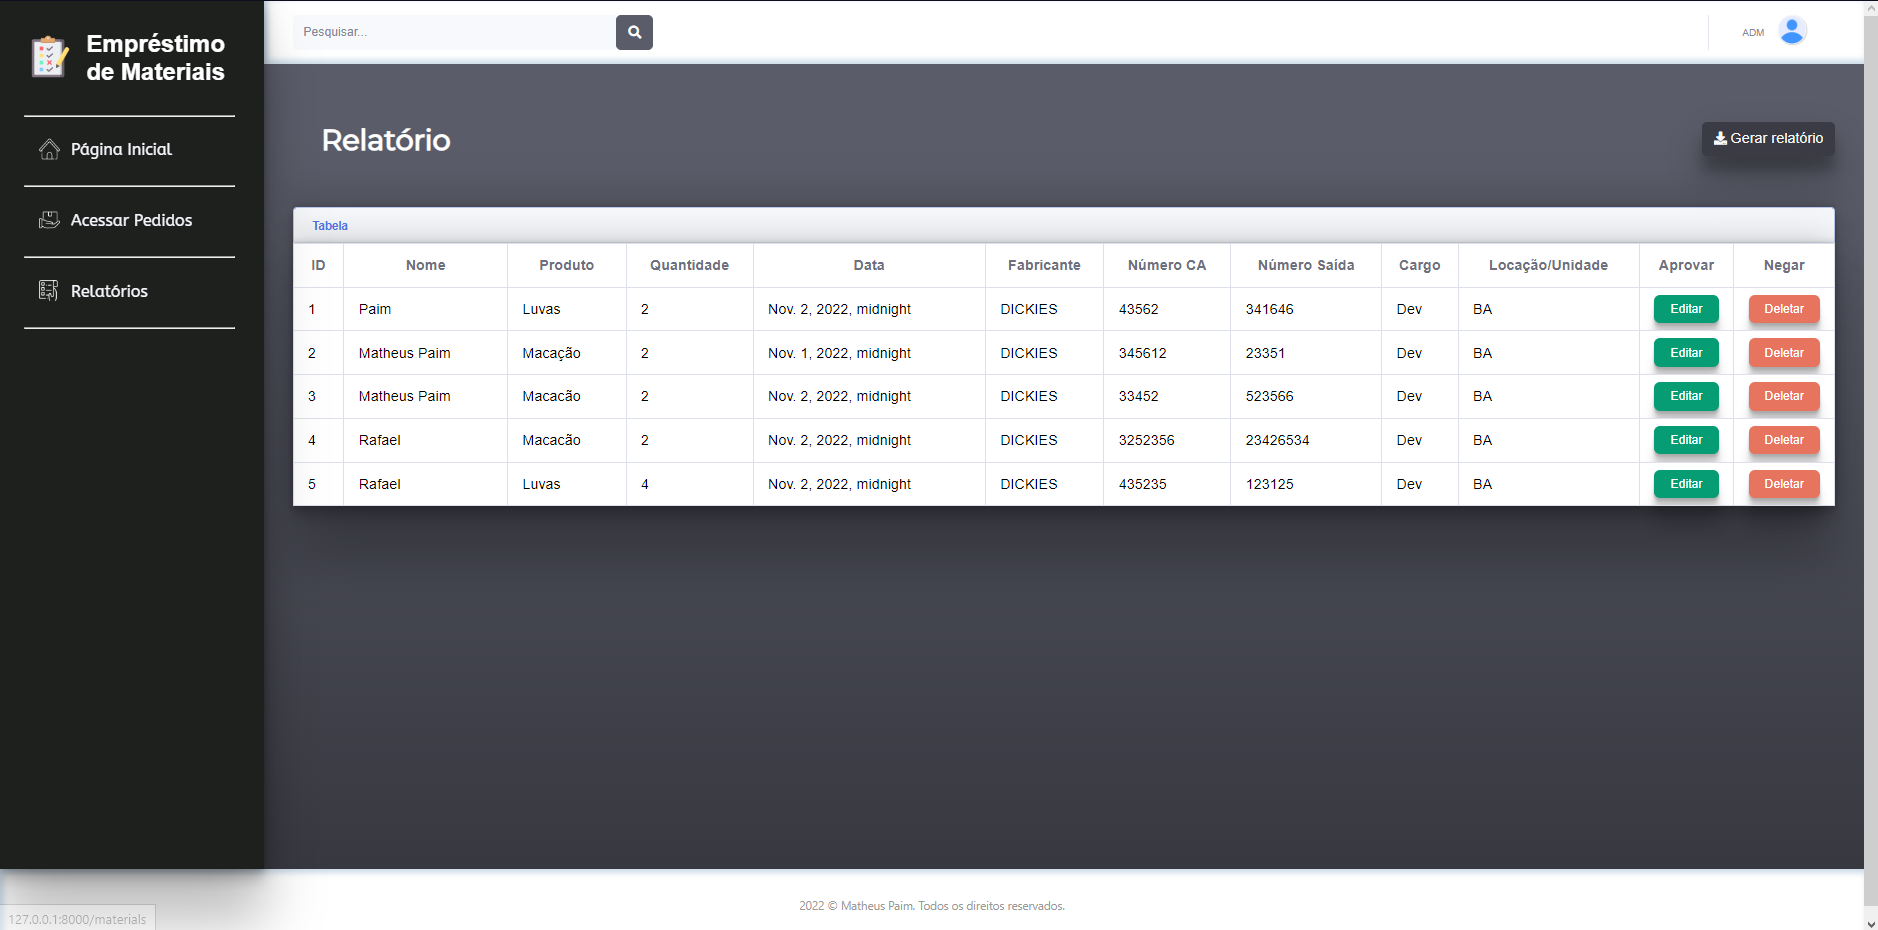 Empréstimo
de Materiais
Página Inicial
Acessar Pedidos
Relatórios
Pesquisar...
ADM
Relatório
Gerar relatório
Tabela
ID Nome Produto Quantidade Data Fabricante Número CA Número Saída Cargo Locação/Unidade Aprovar Negar
1 Paim Luvas 2 Nov. 2, 2022, midnight DICKIES 43562 341646 Dev BA Editar Deletar
2 Matheus Paim Macação 2 Nov. 1, 2022, midnight DICKIES 345612 23351 Dev BA Editar Deletar
3 Matheus Paim Macacão 2 Nov. 2, 2022, midnight DICKIES 33452 523566 Dev BA Editar Deletar
4 Rafael Macacão 2 Nov. 2, 2022, midnight DICKIES 3252356 23426534 Dev BA Editar Deletar
5 Rafael Luvas 4 Nov. 2, 2022, midnight DICKIES 435235 123125 Dev BA Editar Deletar
2022 © Matheus Paim. Todos os direitos reservados.
127.0.0.1:8000/materials